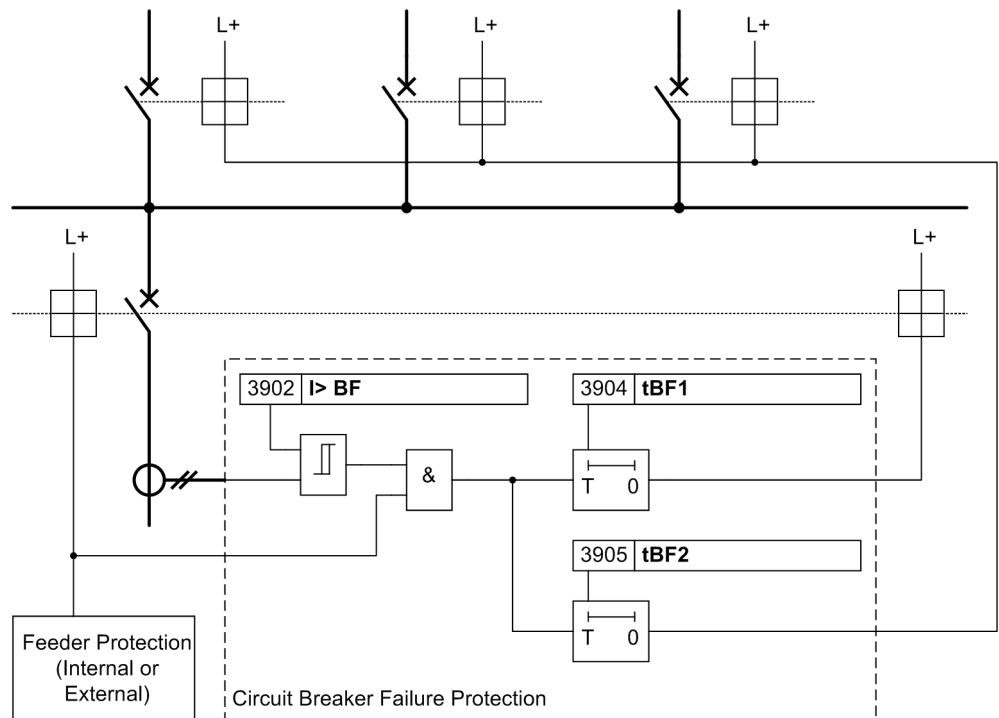 L+ L+ L+
L+ L+
3902 I> BF
3904 tBF1
&
T 0
3905 tBF2
T 0
Feeder Protection
(Internal or
External)
Circuit Breaker Failure Protection